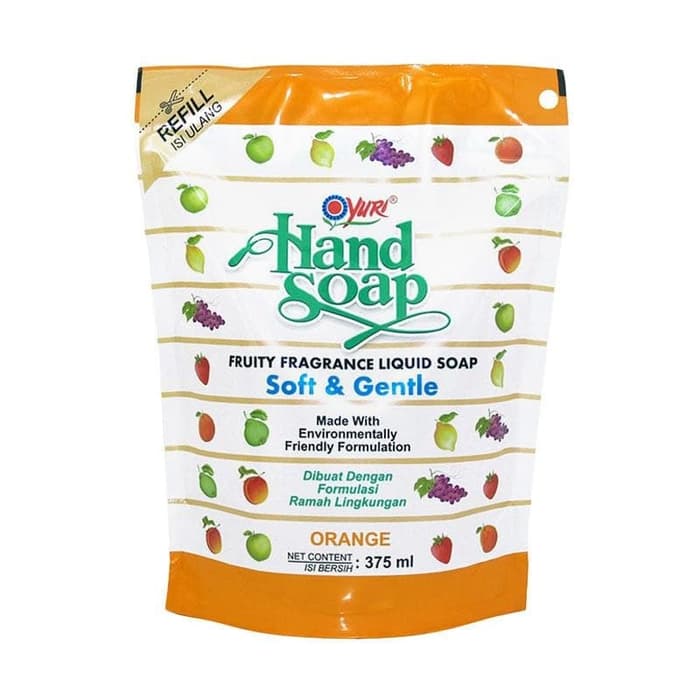 REFILL
ISI ULANG
YURI®
Hand
Soap
FRUITY FRAGRANCE LIQUID SOAP
Soft & Gentle
Made With
Environmentally
Friendly Formulation
Dibuat Dengan
Formulasi
Ramah Lingkungan
ORANGE
NET CONTENT
ISI BERSIH : 375 ml